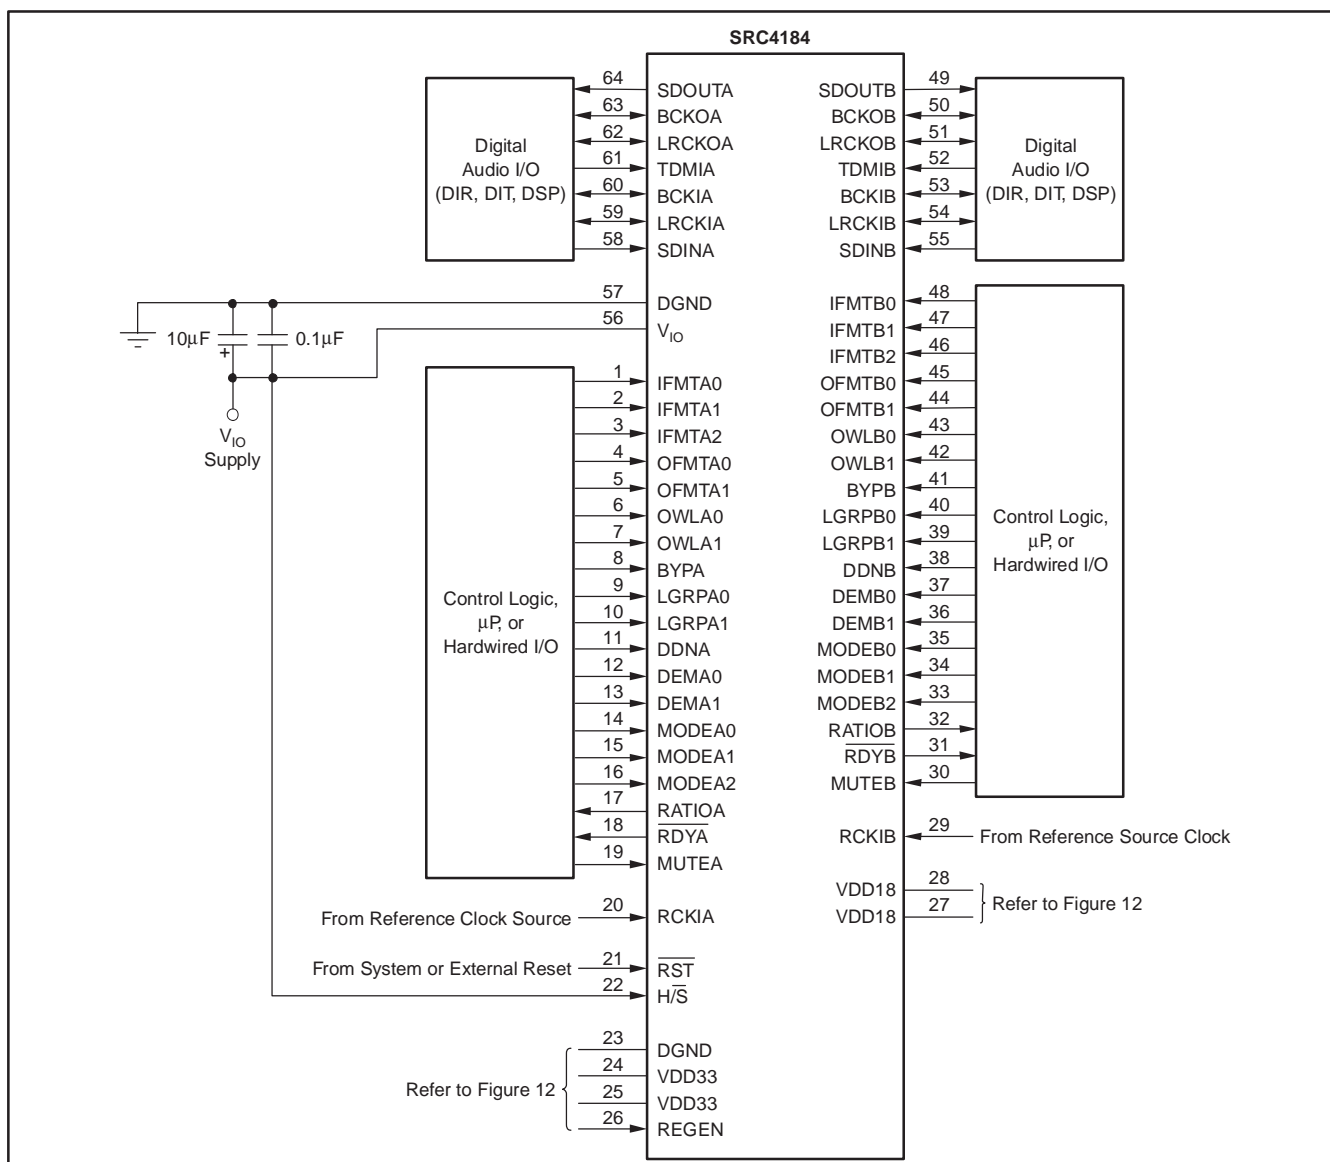 SRC4184
Digital
Audio I/O
(DIR, DIT, DSP)
64 SDOUTA
63 BCKOA
62 LRCKOA
61 TDMIA
60 BCKIA
59 LRCKIA
58 SDINA
57 DGND
56 VIO
10µF
+
0.1µF
VIO
Supply
Control Logic,
µP, or
Hardwired I/O
1 IFMTA0
2 IFMTA1
3 IFMTA2
4 OFMTA0
5 OFMTA1
6 OWLA0
7 OWLA1
8 BYPA
9 LGRPA0
10 LGRPA1
11 DDNA
12 DEMA0
13 DEMA1
14 MODEA0
15 MODEA1
16 MODEA2
17 RATIOA
18 RDYA
19 MUTEA
From Reference Clock Source 20 RCKIA
From System or External Reset 21 RST
22 H/S
Refer to Figure 12
23 DGND
24 VDD33
25 VDD33
26 REGEN
SDOUTB 49
BCKOB 50
LRCKOB 51
TDMIB 52
BCKIB 53
LRCKIB 54
SDINB 55
Digital
Audio I/O
(DIR, DIT, DSP)
IFMTB0 48
IFMTB1 47
IFMTB2 46
OFMTB0 45
OFMTB1 44
OWLB0 43
OWLB1 42
BYPB 41
LGRPB0 40
LGRPB1 39
DDNB 38
DEMB0 37
DEMB1 36
MODEB0 35
MODEB1 34
MODEB2 33
RATIOB 32
RDYB 31
MUTEB 30
Control Logic,
µP, or
Hardwired I/O
RCKIB 29 From Reference Source Clock
VDD18 28
VDD18 27
Refer to Figure 12